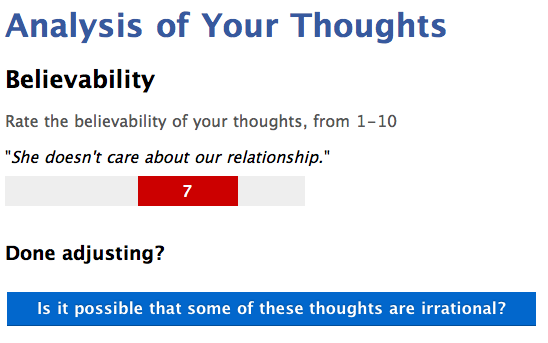 Analysis of Your Thoughts
Believability
Rate the believability of your thoughts, from 1–10
"She doesn't care about our relationship."
7
Done adjusting?
Is it possible that some of these thoughts are irrational?